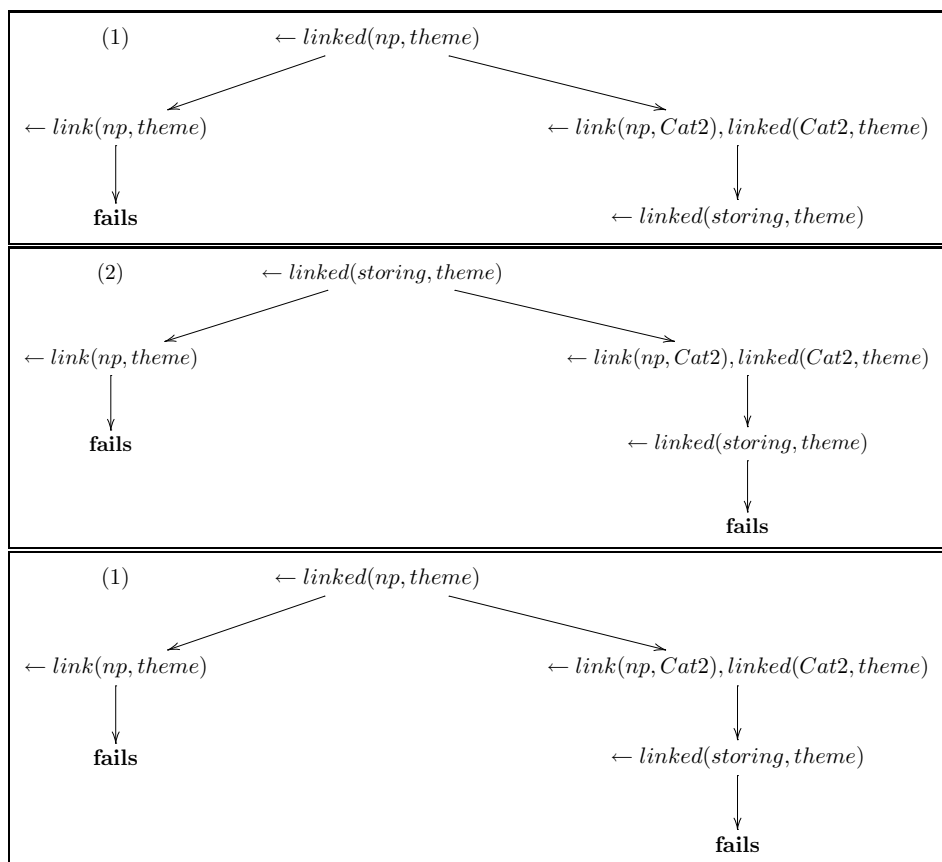 (1) ← linked(np, theme)
← link(np, theme) ← link(np, Cat2), linked(Cat2, theme)
fails ← linked(storing, theme)
(2) ← linked(storing, theme)
← link(np, theme) ← link(np, Cat2), linked(Cat2, theme)
fails ← linked(storing, theme)
fails
(1) ← linked(np, theme)
← link(np, theme) ← link(np, Cat2), linked(Cat2, theme)
fails ← linked(storing, theme)
fails